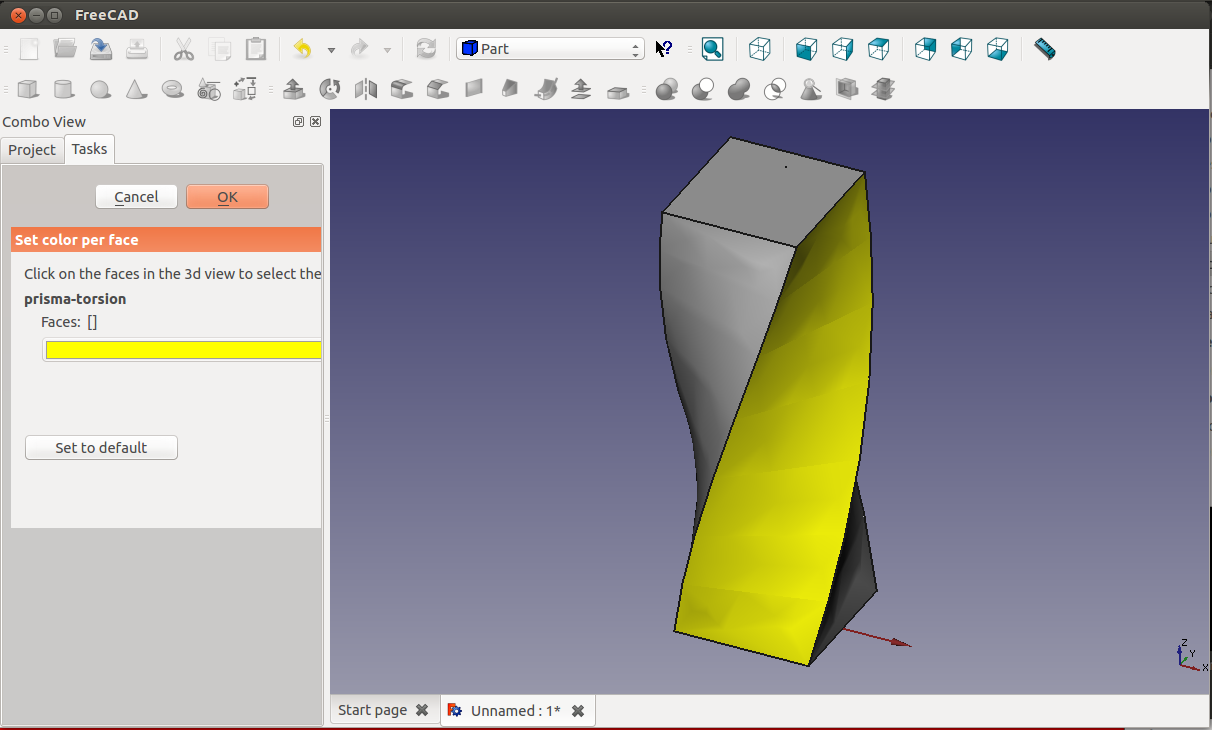 FreeCAD
Part
Combo View
Project
Tasks
Cancel
OK
Set color per face
Click on the faces in the 3d view to select the
prisma-torsion
Faces: []
Set to default
Z
Y
X
Start page
Unnamed : 1*